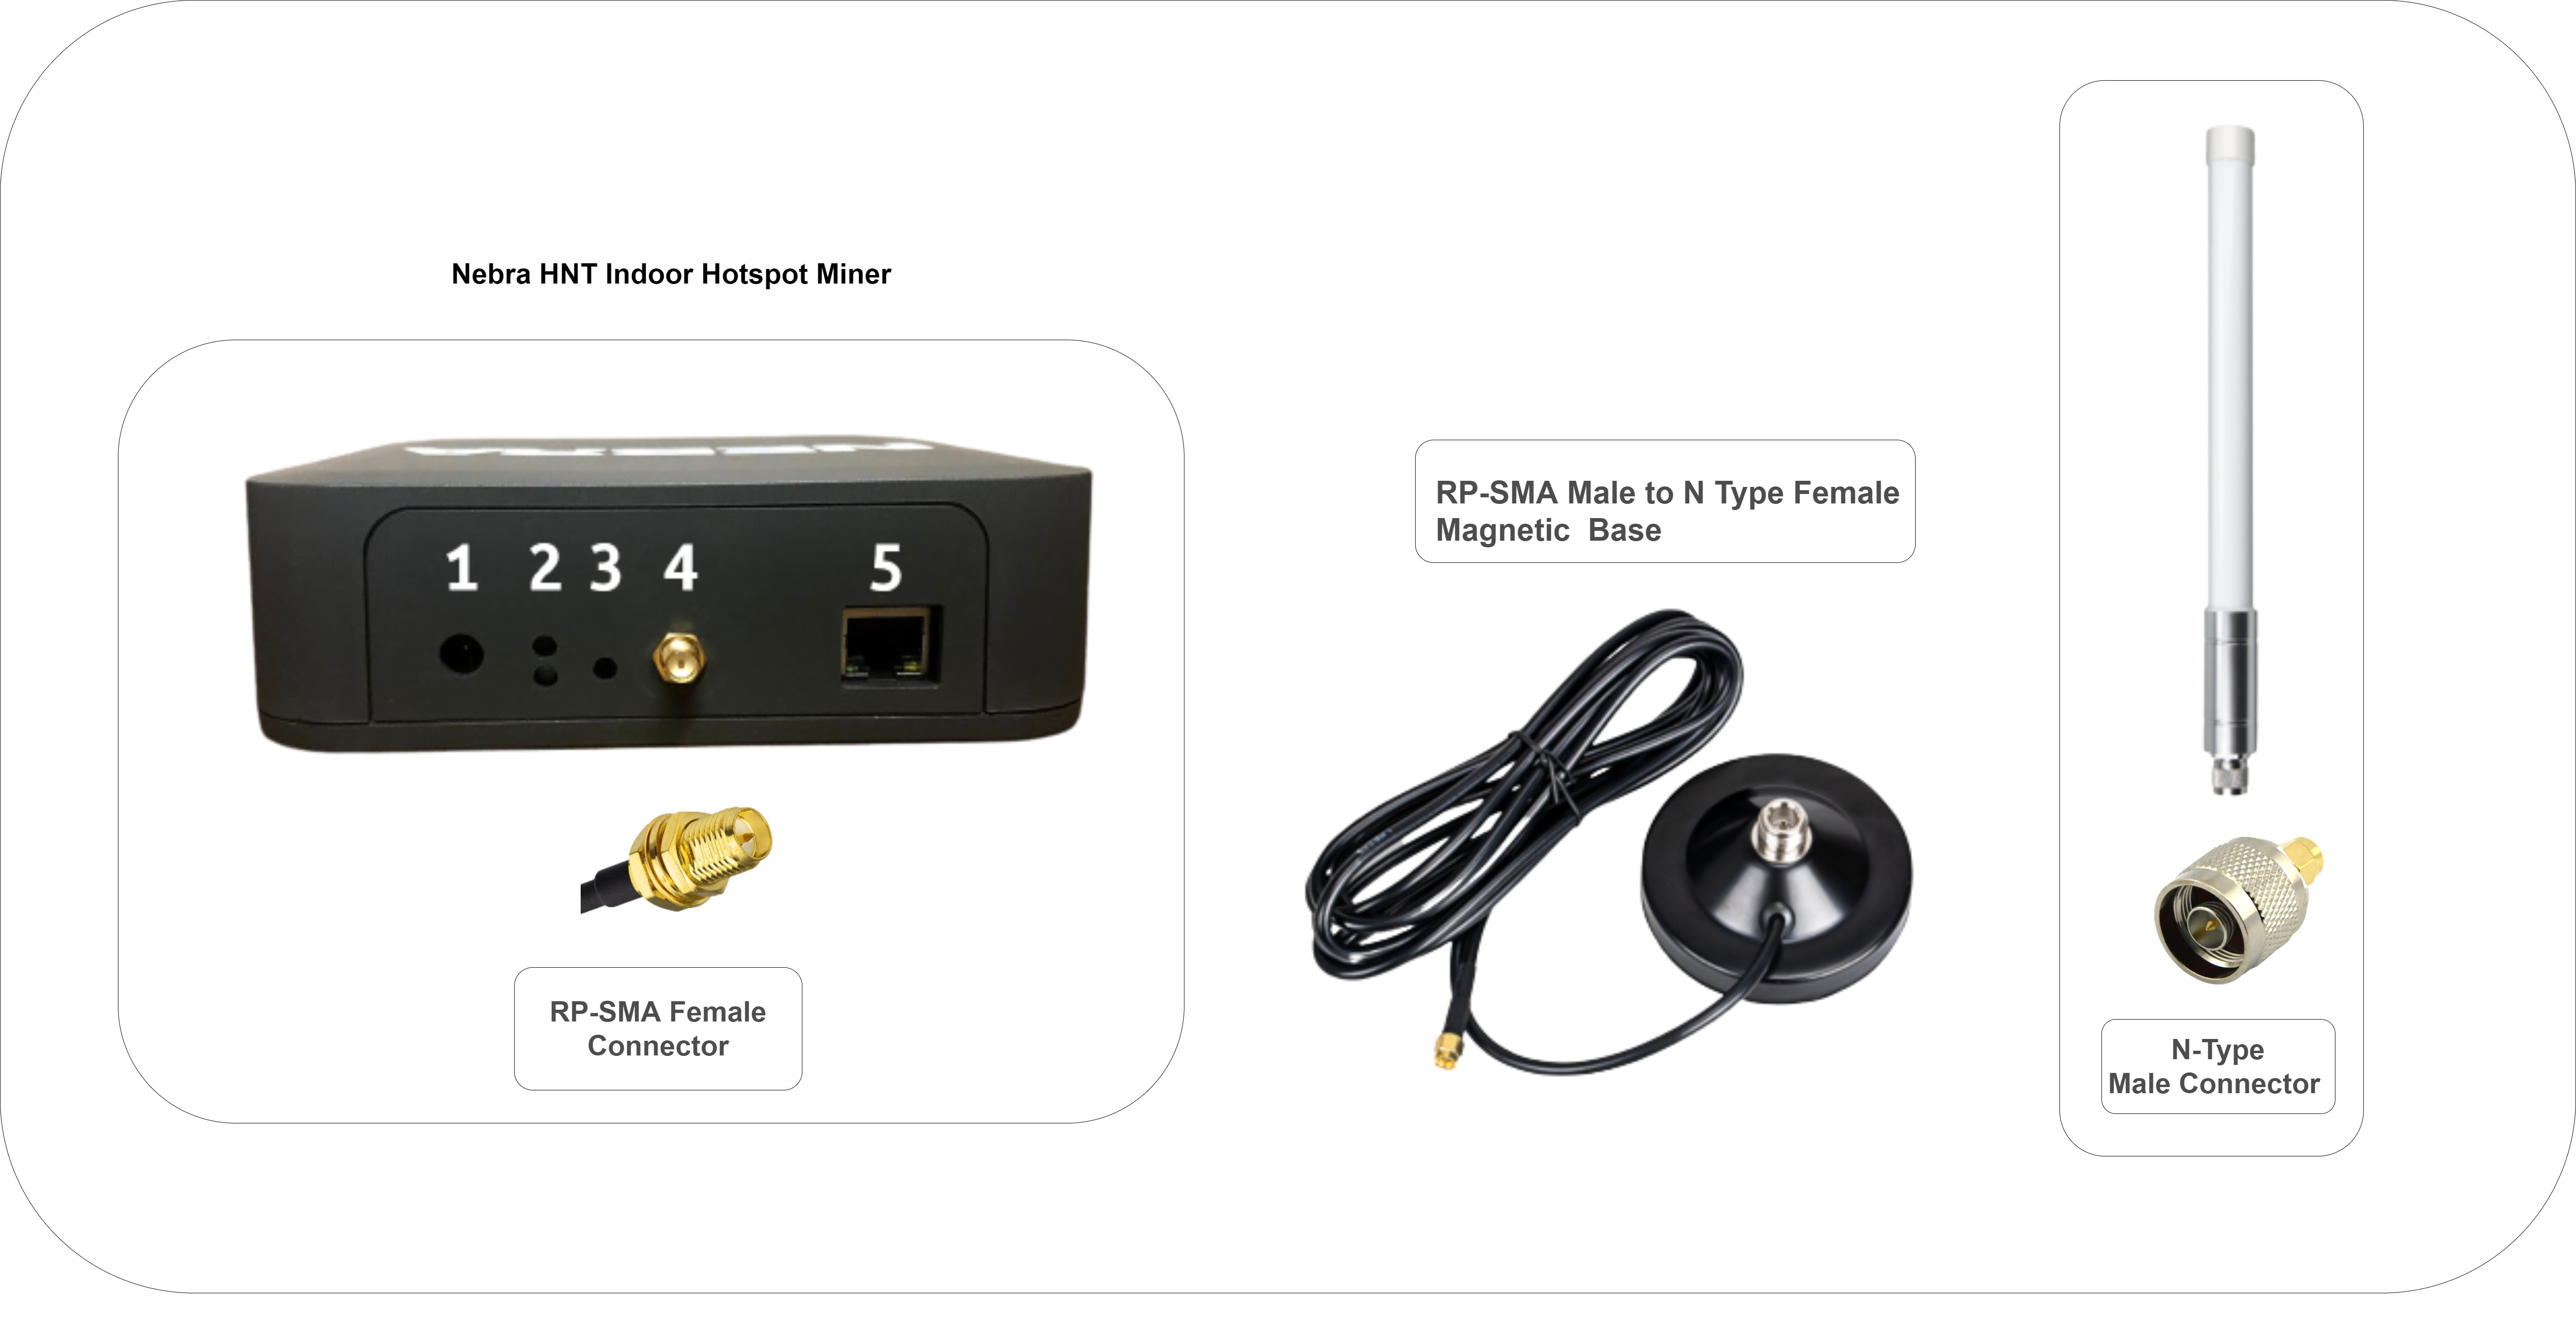 Nebra HNT Indoor Hotspot Miner
1 2 3 4 5
RP-SMA Female
Connector
RP-SMA Male to N Type Female
Magnetic Base
N-Type
Male Connector